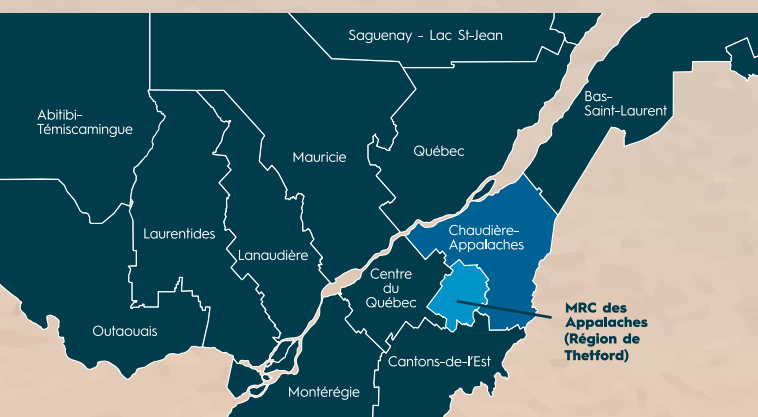 Saguenay - Lac St-Jean
Abitibi-
Témiscamingue
Bas-
Saint-Laurent
Mauricie
Québec
Laurentides
Lanaudière
Chaudière-
Appalaches
Centre
du
Québec
MRC des
Appalaches
(Région de
Thetford)
Outaouais
Cantons-de-l'Est
Montérégie